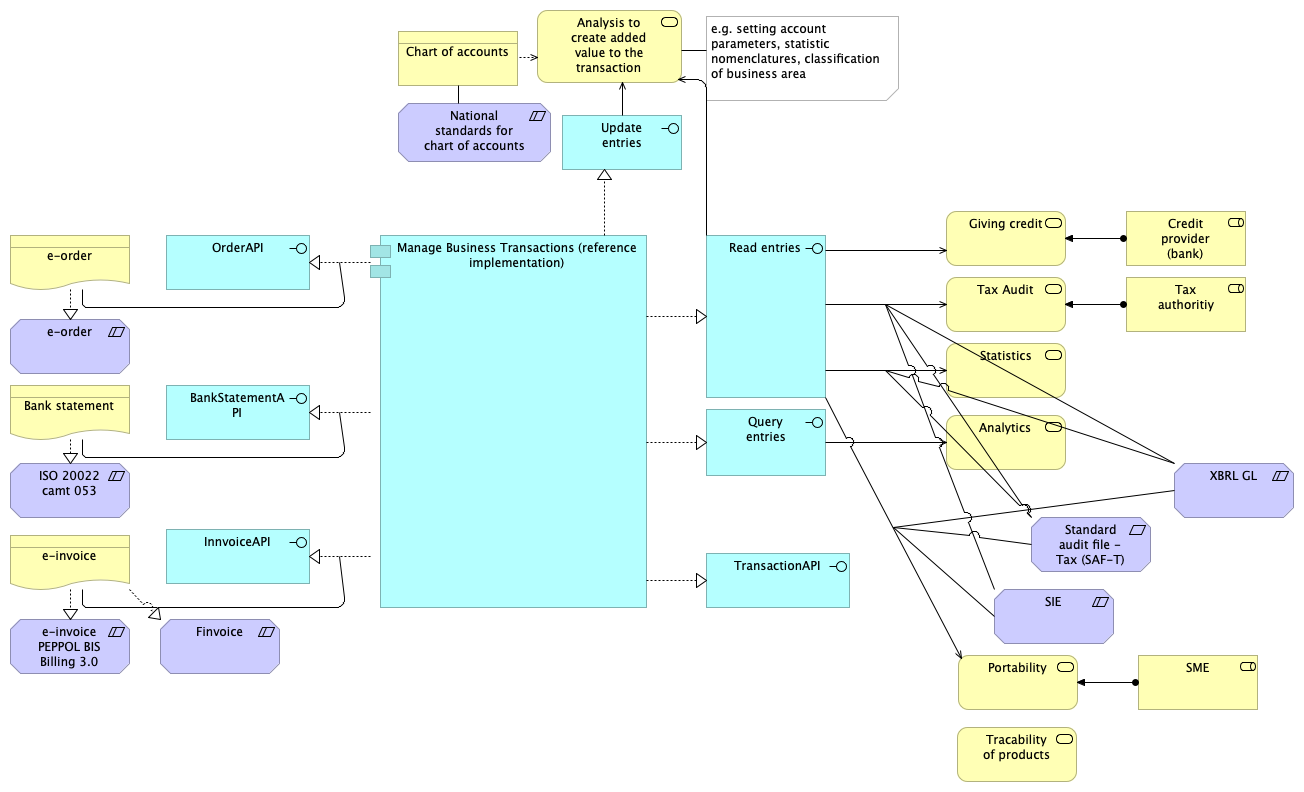 Analysis to
create added
value to the
transaction
e.g. setting account
parameters, statistic
nomenclatures, classification
of business area
Chart of accounts
National
standards for
chart of accounts
Update
entries
e-order
OrderAPI
Manage Business Transactions (reference
implementation)
Read entries
Giving credit
Credit
provider
(bank)
Tax Audit
Tax
authoritiy
e-order
Statistics
Bank statement
BankStatementA
PI
Query
entries
Analytics
ISO 20022
camt 053
XBRL GL
Standard
audit file -
Tax (SAF-T)
e-invoice
InnvoiceAPI
TransactionAPI
SIE
e-invoice
PEPPOL BIS
Billing 3.0
Finvoice
Portability
SME
Tracability
of products